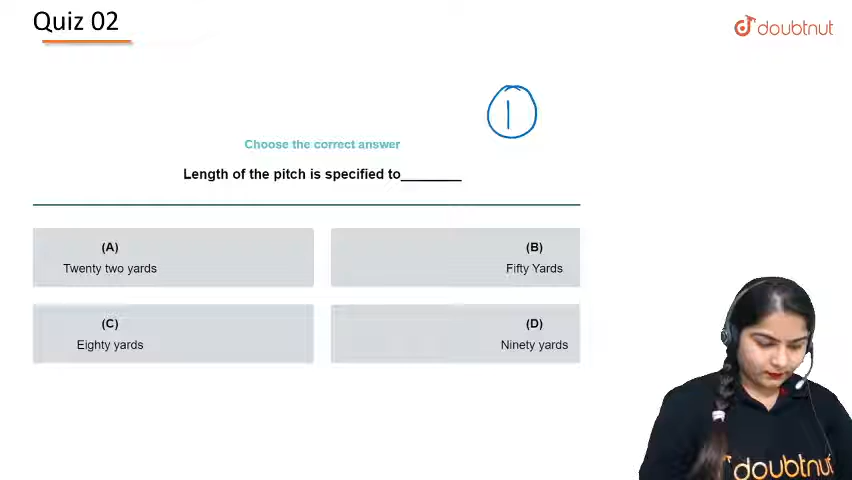 Quiz 02
doubtnut
1
Choose the correct answer
Length of the pitch is specified to________
(A)
Twenty two yards
(B)
Fifty Yards
(C)
Eighty yards
(D)
Ninety yards
doubtnut